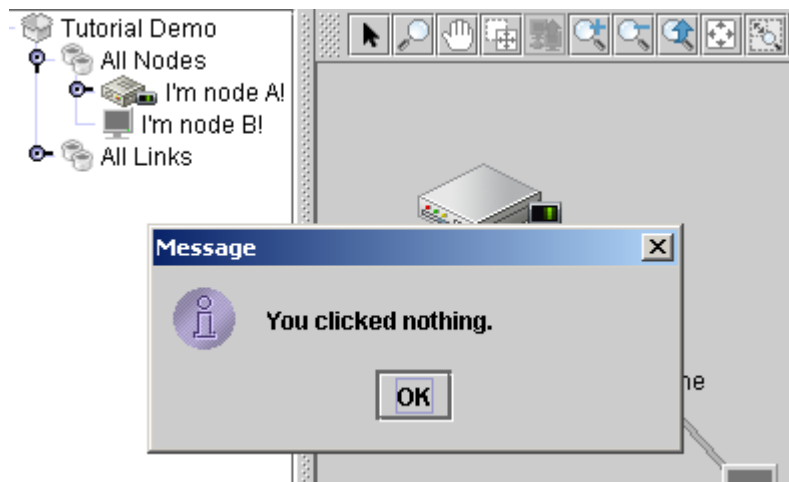 Tutorial Demo
All Nodes
I'm node A!
I'm node B!
All Links
Message
You clicked nothing.
OK